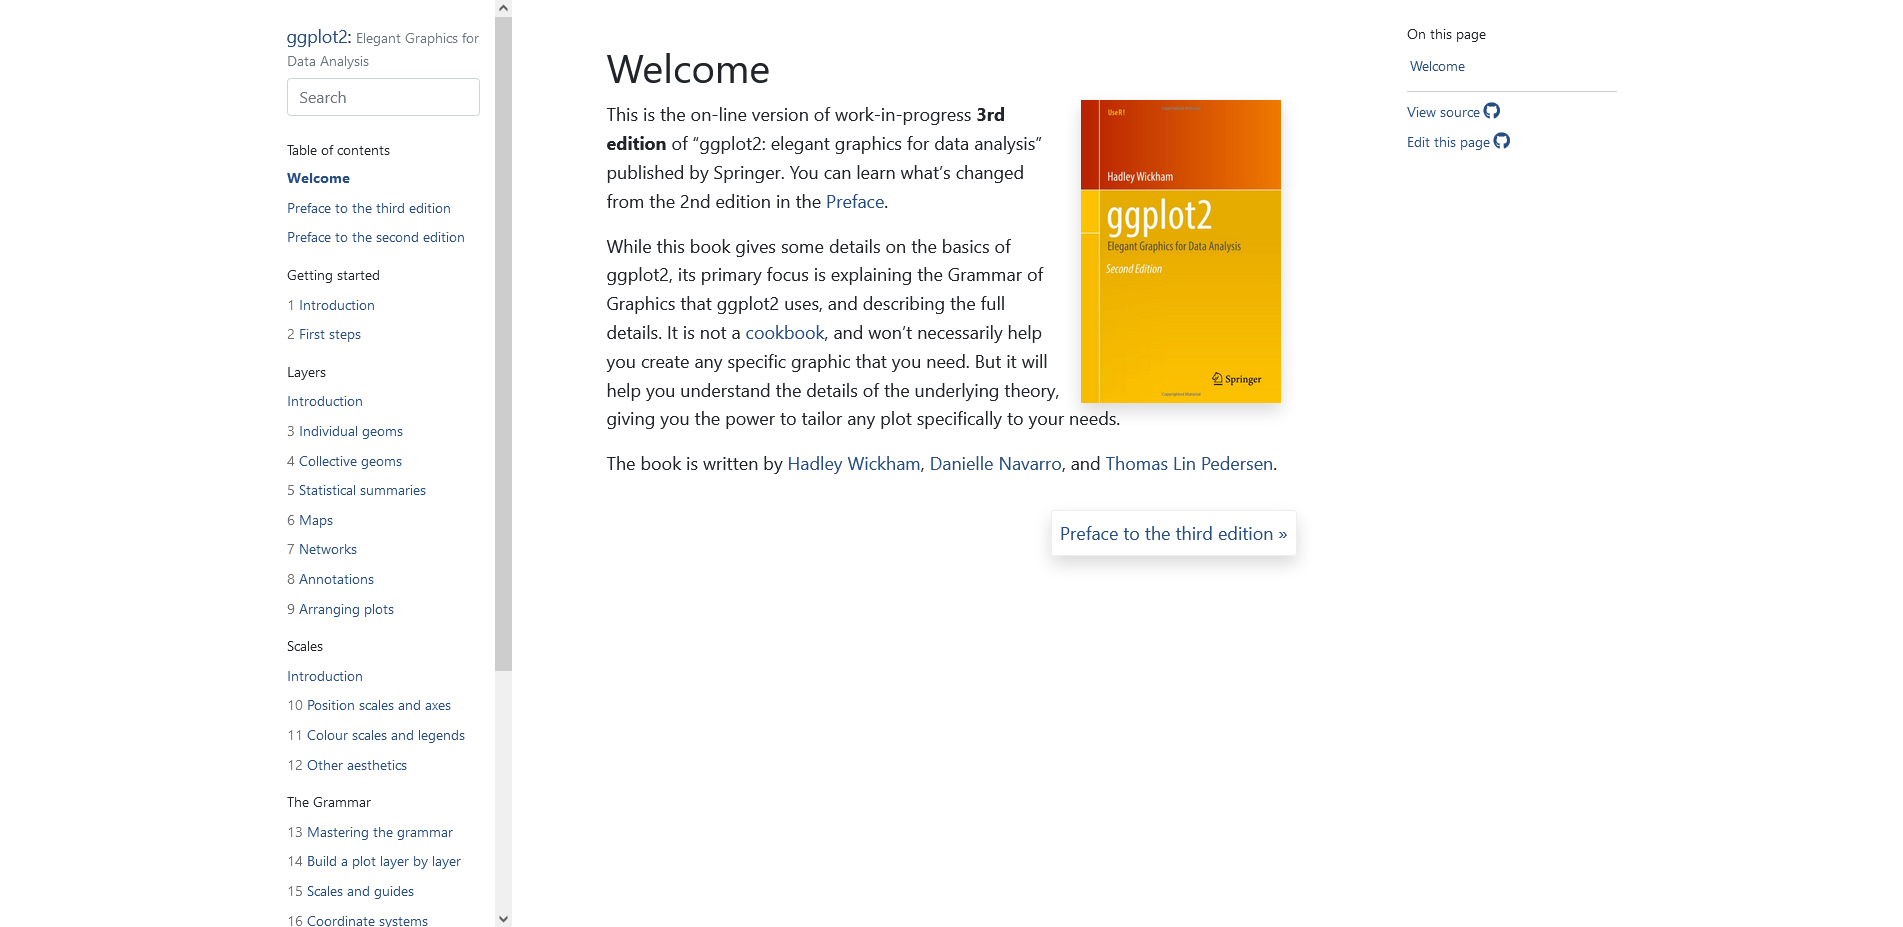 ggplot2: Elegant Graphics for
Data Analysis
Search
Table of contents
Welcome
Preface to the third edition
Preface to the second edition
Getting started
1 Introduction
2 First steps
Layers
Introduction
3 Individual geoms
4 Collective geoms
5 Statistical summaries
6 Maps
7 Networks
8 Annotations
9 Arranging plots
Scales
Introduction
10 Position scales and axes
11 Colour scales and legends
12 Other aesthetics
The Grammar
13 Mastering the grammar
14 Build a plot layer by layer
15 Scales and guides
16 Coordinate systems
Welcome
This is the on-line version of work-in-progress 3rd
edition of “ggplot2: elegant graphics for data analysis”
published by Springer. You can learn what’s changed
from the 2nd edition in the Preface.
While this book gives some details on the basics of
ggplot2, its primary focus is explaining the Grammar of
Graphics that ggplot2 uses, and describing the full
details. It is not a cookbook, and won’t necessarily help
you create any specific graphic that you need. But it will
help you understand the details of the underlying theory,
giving you the power to tailor any plot specifically to your needs.
The book is written by Hadley Wickham, Danielle Navarro, and Thomas Lin Pedersen.
Preface to the third edition »
Copyrighted Material
UseR!
Hadley Wickham
ggplot2
Elegant Graphics for Data Analysis
Second Edition
Springer
Copyrighted Material
On this page
Welcome
View source
Edit this page